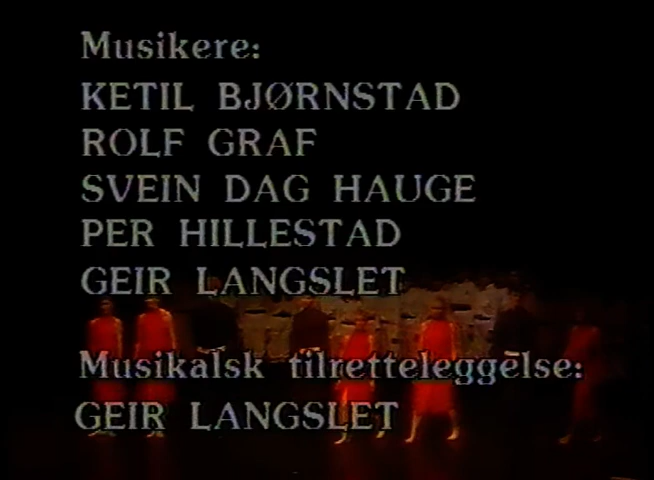 Musikere:
KETIL BJØRNSTAD
ROLF GRAF
SVEIN DAG HAUGE
PER HILLESTAD
GEIR LANGSLET
Musikalsk tilretteleggelse:
GEIR LANGSLET